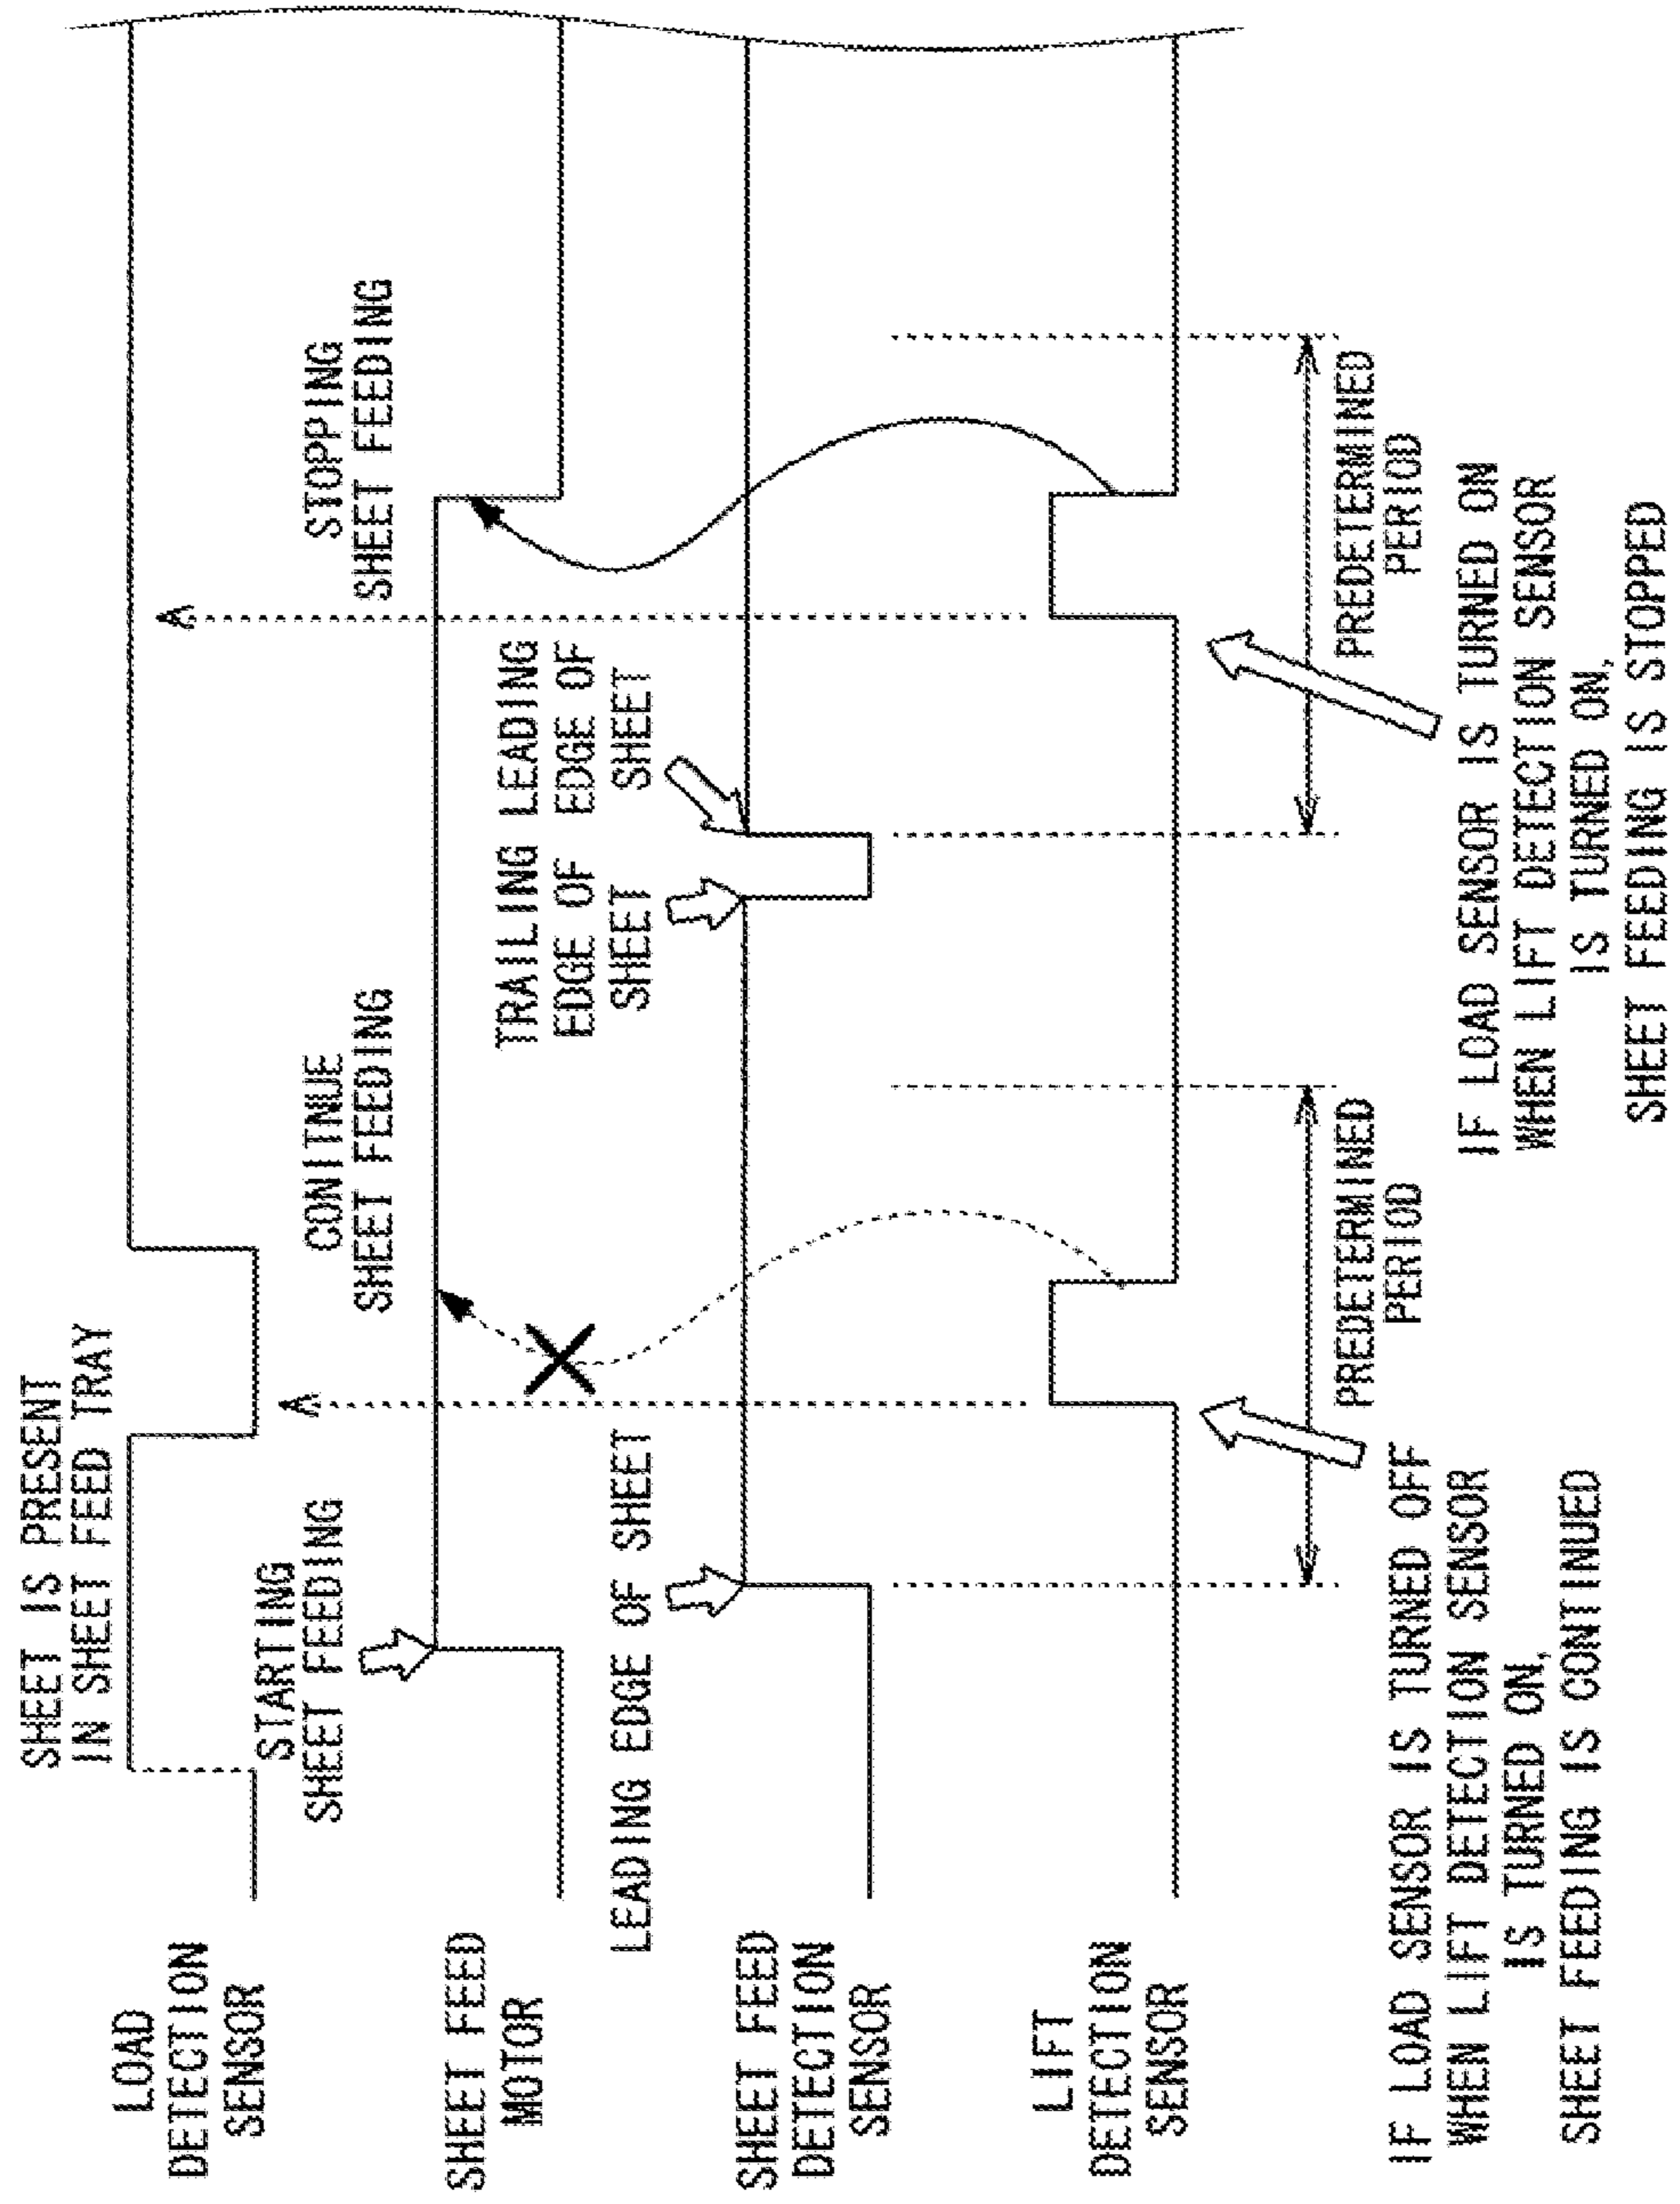 LOAD
DETECTION
SENSOR
SHEET FEED
MOTOR
SHEET FEED
DETECTION
SENSOR
LIFT
DETECTION
SENSOR
SHEET IS PRESENT
IN SHEET FEED TRAY
STARTING
SHEET FEEDING
CONITNUE
SHEET FEEDING
STOPPING
SHEET FEEDING
LEADING EDGE OF SHEET
TRAILING LEADING
EDGE OF EDGE OF
SHEET SHEET
PREDETERMINED
PERIOD
PREDETERMINED
PERIOD
IF LOAD SENSOR IS TURNED OFF
WHEN LIFT DETECTION SENSOR
IS TURNED ON,
SHEET FEEDING IS CONTINUED
IF LOAD SENSOR IS TURNED ON
WHEN LIFT DETECTION SENSOR
IS TURNED ON,
SHEET FEEDING IS STOPPED